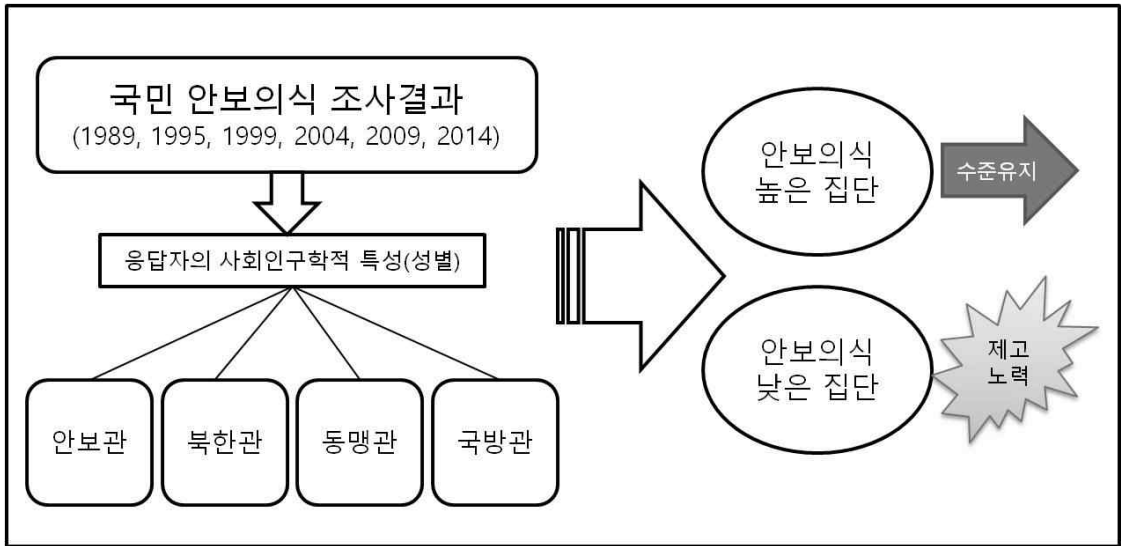 국민 안보의식 조사결과
(1989, 1995, 1999, 2004, 2009, 2014)
응답자의 사회인구학적 특성(성별)
안보관
북한관
동맹관
국방관
안보의식
높은 집단
수준유지
안보의식
낮은 집단
제고
노력